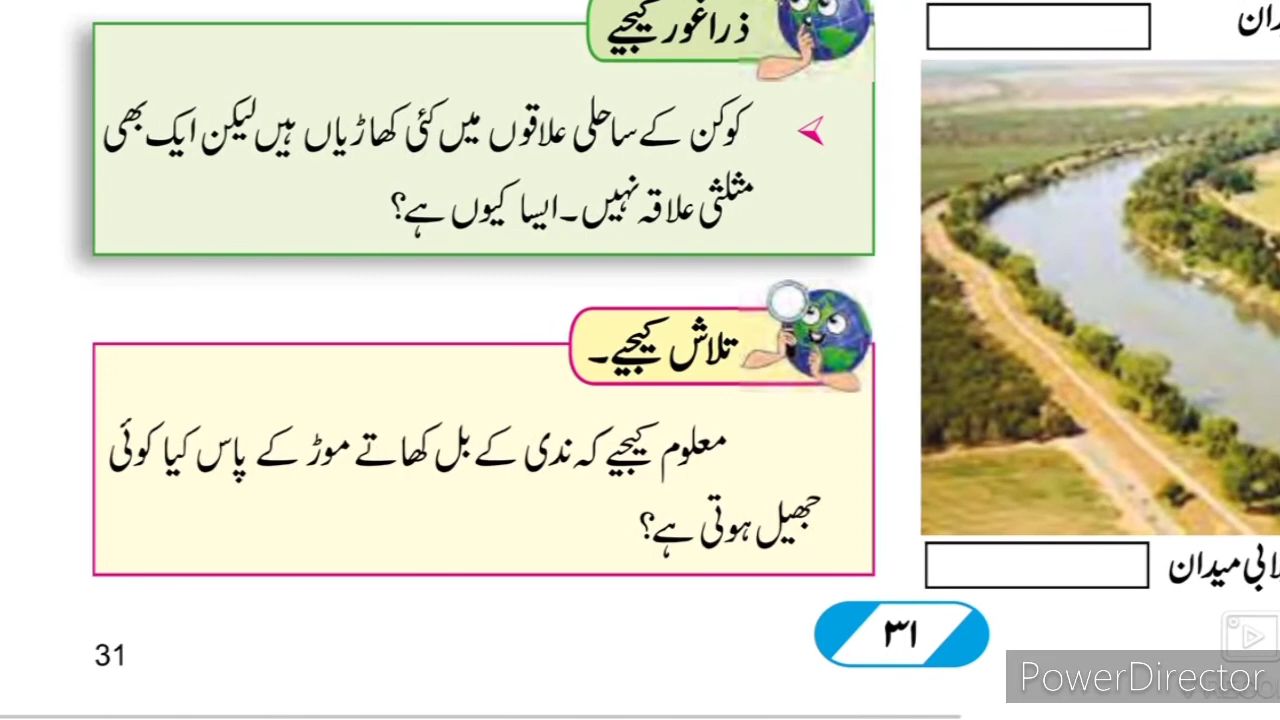 ذرا غور کیجیے
کوکن کے ساحلی علاقوں میں کئی کھاڑیاں ہیں لیکن ایک بھی
مثلثی علاقہ نہیں۔ ایسا کیوں ہے؟
تلاش کیجیے۔
معلوم کیجیے کہ ندی کے بل کھاتے موڑ کے پاس کیا کوئی
جھیل ہوتی ہے؟
میدان
۳۱
31
PowerDirector